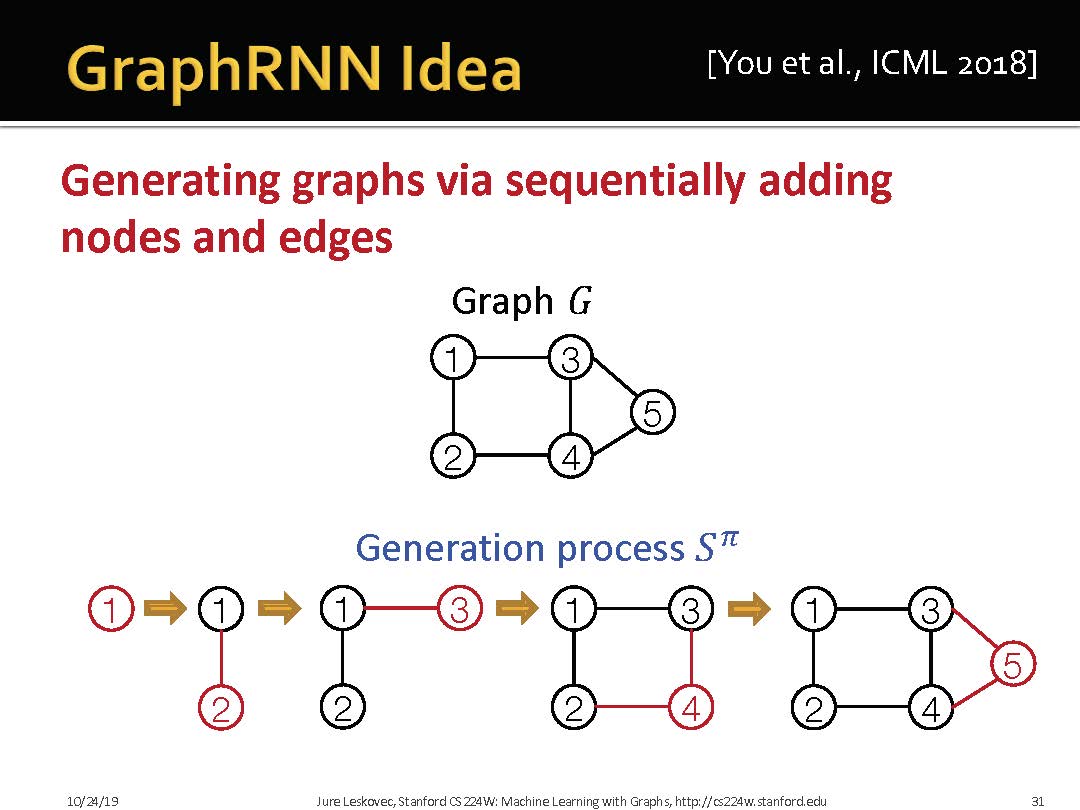 GraphRNN Idea
[You et al., ICML 2018]
Generating graphs via sequentially adding
nodes and edges
Graph G
1 3
5
2 4
Generation process S^π
1 1 1 3 1 3 1 3
5
2 2 2 4 2 4
10/24/19
Jure Leskovec, Stanford CS224W: Machine Learning with Graphs, http://cs224w.stanford.edu
31